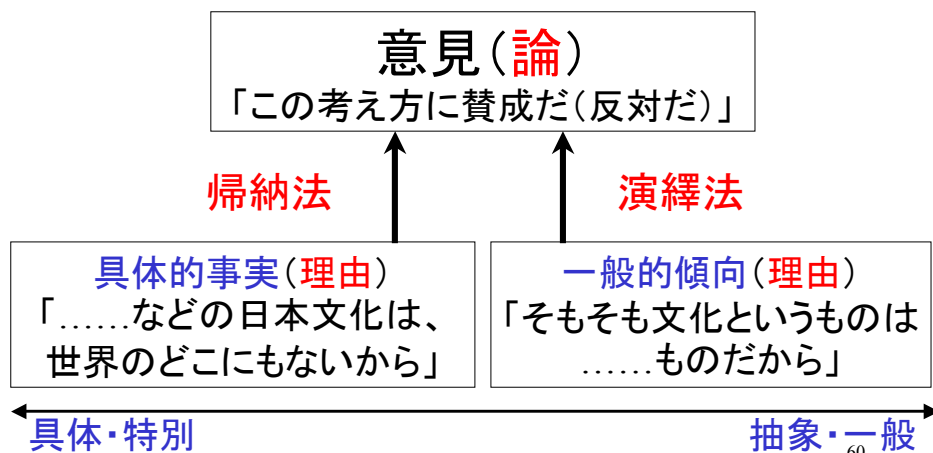 意見（論）
「この考え方に賛成だ（反対だ）」
帰納法
演繹法
具体的事実（理由）
「……などの日本文化は、
世界のどこにもないから」
一般的傾向（理由）
「そもそも文化というものは
……ものだから」
具体・特別
抽象・一般
60